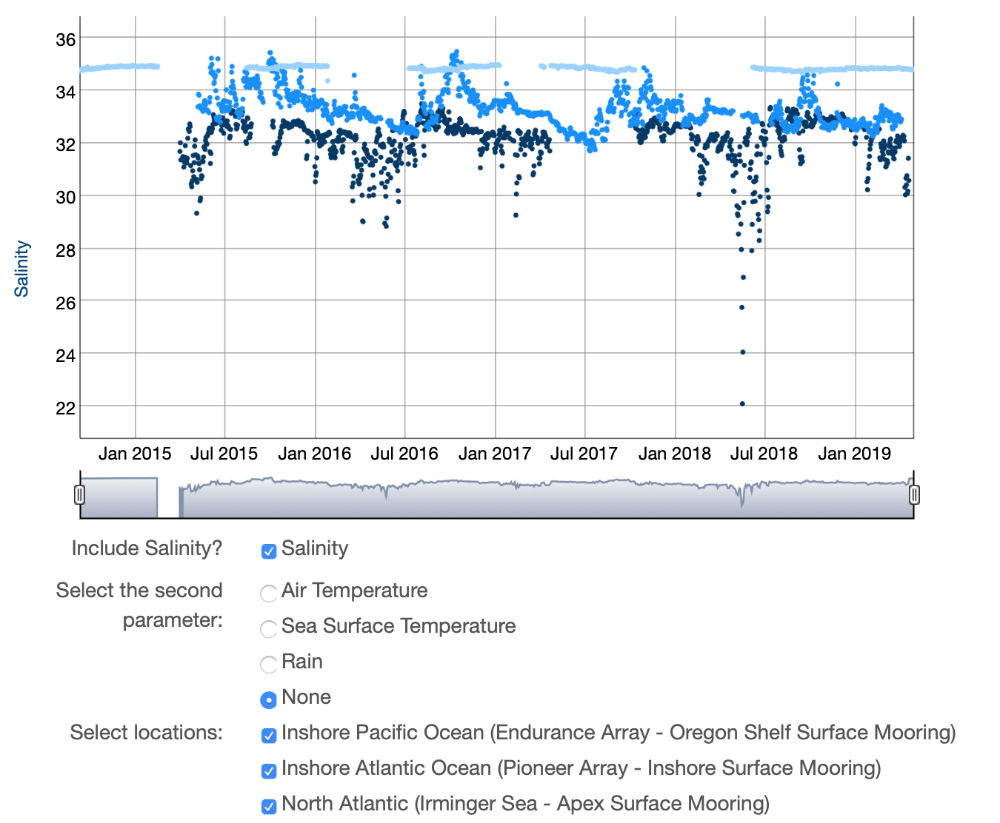 36
34
32
30
28
26
24
22
Salinity
Jan 2015 Jul 2015 Jan 2016 Jul 2016 Jan 2017 Jul 2017 Jan 2018 Jul 2018 Jan 2019
Include Salinity? Salinity
Select the second parameter: Air Temperature
Sea Surface Temperature
Rain
None
Select locations: Inshore Pacific Ocean (Endurance Array - Oregon Shelf Surface Mooring)
Inshore Atlantic Ocean (Pioneer Array - Inshore Surface Mooring)
North Atlantic (Irminger Sea - Apex Surface Mooring)